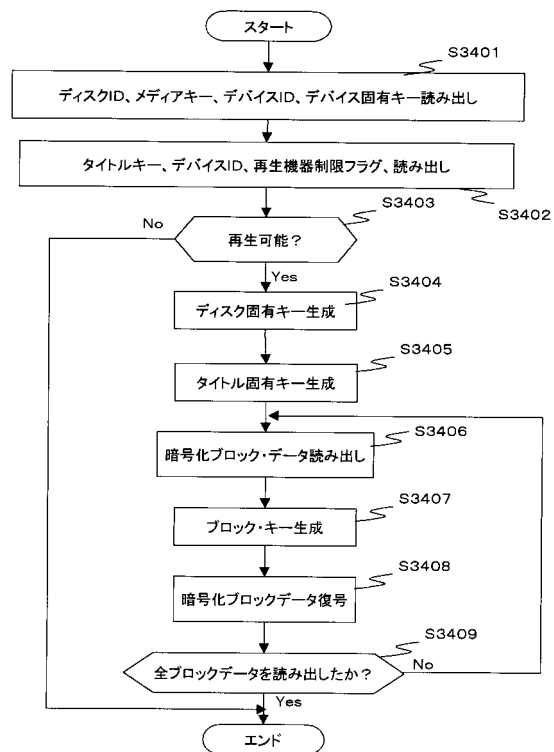 スタート
S3401
ディスクID、メディアキー、デバイスID、デバイス固有キー読み出し
タイトルキー、デバイスID、再生機器制限フラグ、読み出し
S3402
S3403
No
再生可能？
Yes
S3404
ディスク固有キー生成
S3405
タイトル固有キー生成
S3406
暗号化ブロック・データ読み出し
S3407
ブロック・キー生成
S3408
暗号化ブロックデータ復号
S3409
全ブロックデータを読み出したか？
No
Yes
エンド